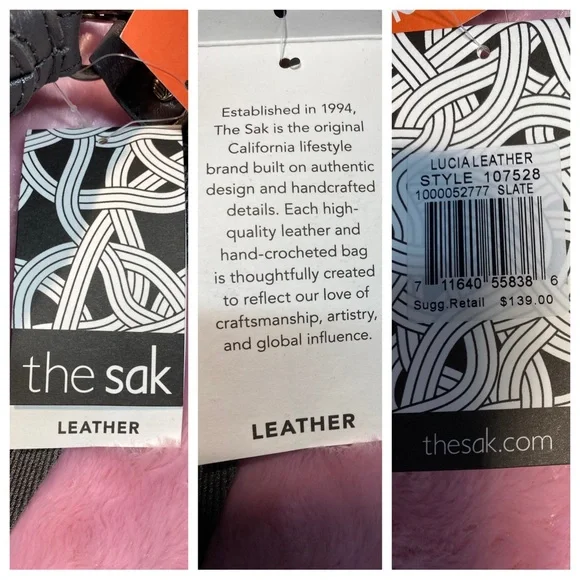 the sak
LEATHER
Established in 1994,
The Sak is the original
California lifestyle
brand built on authentic
design and handcrafted
details. Each high-
quality leather and
hand-crocheted bag
is thoughtfully created
to reflect our love of
craftsmanship, artistry,
and global influence.
LEATHER
LUCIA LEATHER
STYLE 107528
1000052777 SLATE
7 11640 55838 6
Sugg.Retail $139.00
thesak.com